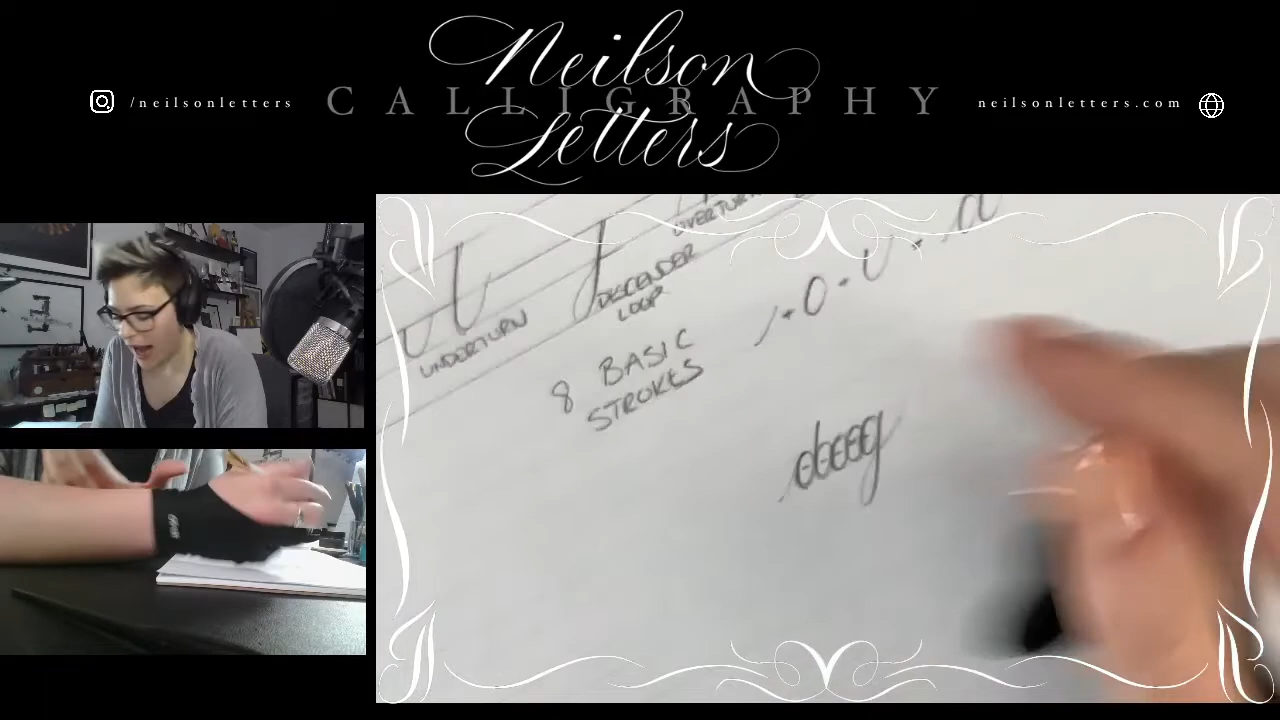 Neilson
CALLIGRAPHY
Letters
/neilsonletters
neilsonletters.com
UNDERTURN
DESCENDER
LOOP
OVERTURN
8 BASIC
STROKES